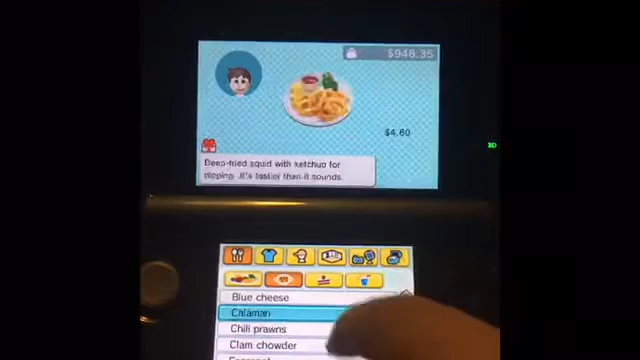 $948.35
$4.60
Deep-fried squid with ketchup for
dipping. It's tastier than it sounds.
Blue cheese
Calamari
Chili prawns
Clam chowder
3D